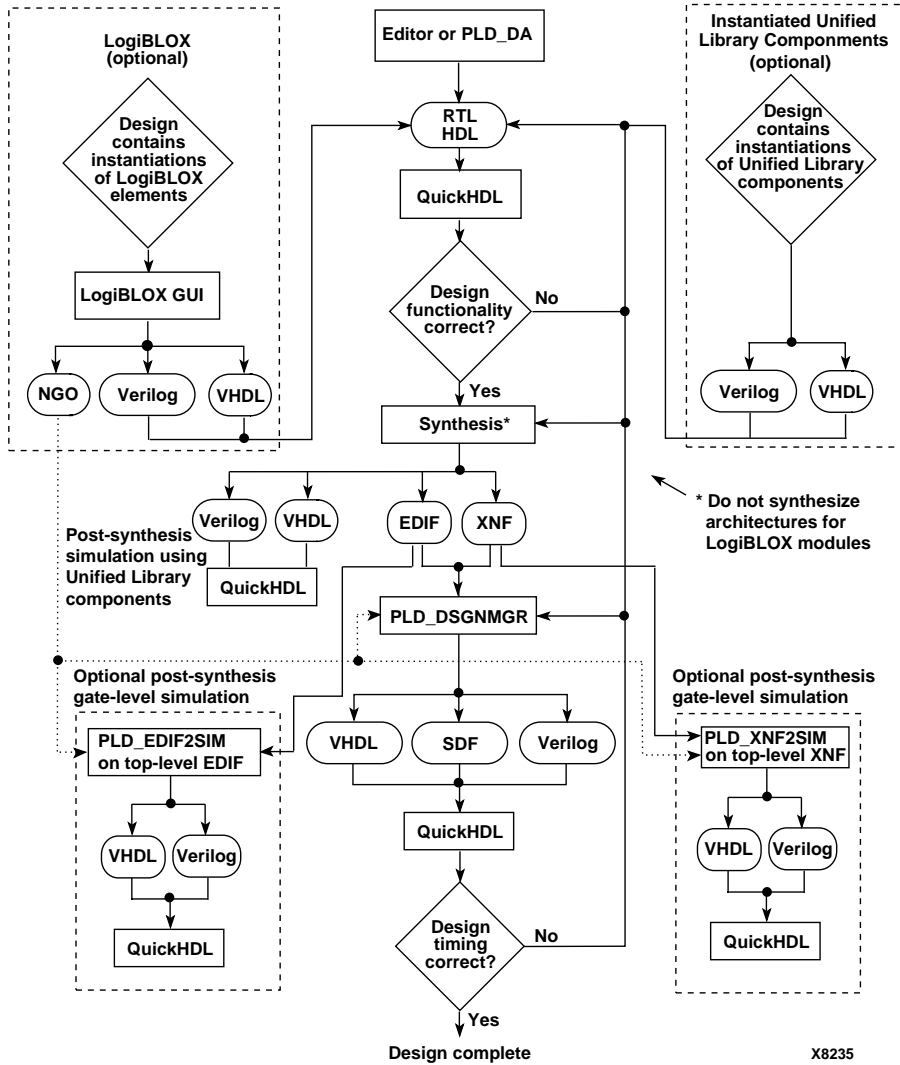 Editor or PLD_DA
LogiBLOX
(optional)
Instantiated Unified
Library Componments
(optional)
Design
contains
instantiations
of LogiBLOX
elements
RTL
HDL
Design
contains
instantiations
of Unified Library
components
QuickHDL
LogiBLOX GUI
Design
functionality
correct?
No
Yes
NGO
Verilog
VHDL
Synthesis*
Verilog
VHDL
* Do not synthesize
architectures for
LogiBLOX modules
Verilog
VHDL
EDIF
XNF
Post-synthesis
simulation using
Unified Library
components
QuickHDL
PLD_DSGNMGR
Optional post-synthesis
gate-level simulation
PLD_EDIF2SIM
on top-level EDIF
VHDL
Verilog
QuickHDL
VHDL
SDF
Verilog
QuickHDL
Design
timing
correct?
No
Yes
Design complete
Optional post-synthesis
gate-level simulation
PLD_XNF2SIM
on top-level XNF
VHDL
Verilog
QuickHDL
X8235